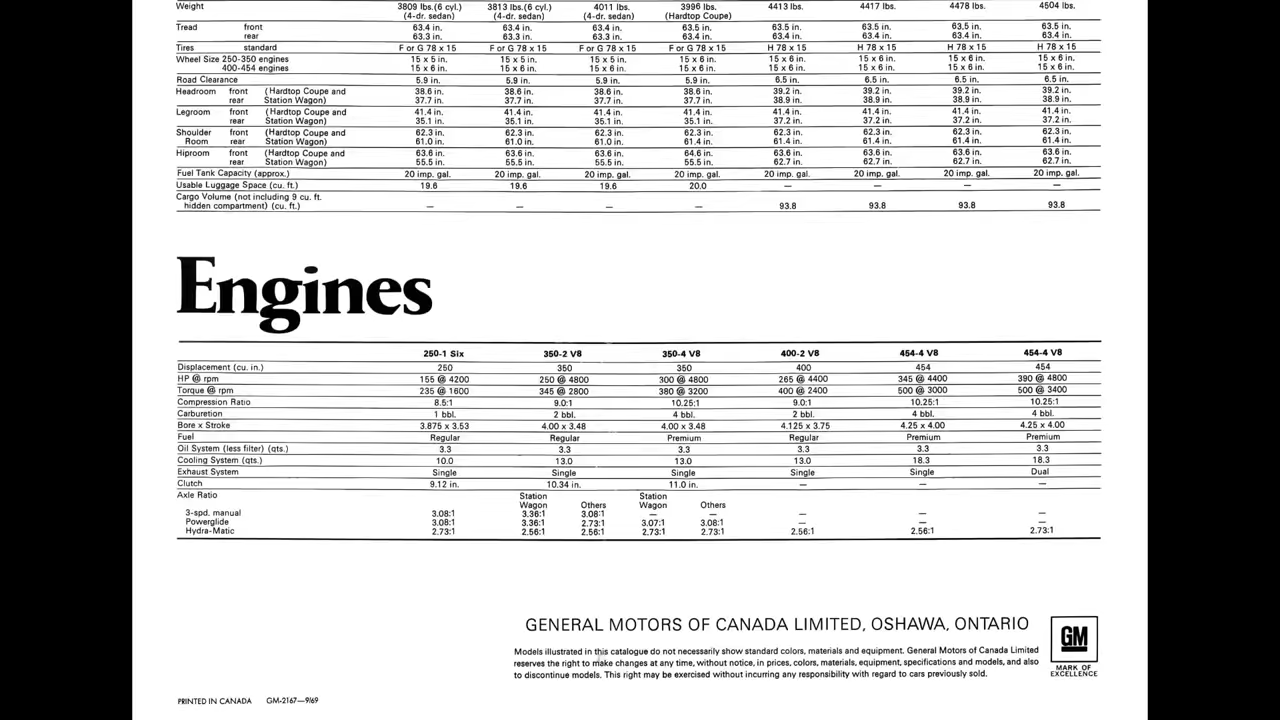 Weight 3809 lbs.(6 cyl.) 3813 lbs.(6 cyl.) 4011 lbs. 3996 lbs. 4413 lbs. 4417 lbs. 4478 lbs. 4504 lbs.
(4-dr. sedan) (4-dr. sedan) (4-dr. sedan) (Hardtop Coupe)
Tread front 63.4 in. 63.4 in. 63.4 in. 63.5 in. 63.5 in. 63.5 in. 63.5 in. 63.5 in.
rear 63.3 in. 63.3 in. 63.3 in. 63.4 in. 63.4 in. 63.4 in. 63.4 in. 63.4 in.
Tires standard F or G 78 x 15 F or G 78 x 15 F or G 78 x 15 F or G 78 x 15 H 78 x 15 H 78 x 15 H 78 x 15 H 78 x 15
Wheel Size 250-350 engines 15 x 5 in. 15 x 5 in. 15 x 5 in. 15 x 6 in. 15 x 6 in. 15 x 6 in. 15 x 6 in. 15 x 6 in.
400-454 engines 15 x 6 in. 15 x 6 in. 15 x 6 in. 15 x 6 in. 15 x 6 in. 15 x 6 in. 15 x 6 in. 15 x 6 in.
Road Clearance 5.9 in. 5.9 in. 5.9 in. 5.9 in. 6.5 in. 6.5 in. 6.5 in. 6.5 in.
Headroom front (Hardtop Coupe and 38.6 in. 38.6 in. 38.6 in. 38.6 in. 39.2 in. 39.2 in. 39.2 in. 39.2 in.
rear Station Wagon) 37.7 in. 37.7 in. 37.7 in. 37.7 in. 38.9 in. 38.9 in. 38.9 in. 38.9 in.
Legroom front (Hardtop Coupe and 41.4 in. 41.4 in. 41.4 in. 41.4 in. 41.4 in. 41.4 in. 41.4 in. 41.4 in.
rear Station Wagon) 35.1 in. 35.1 in. 35.1 in. 35.1 in. 37.2 in. 37.2 in. 37.2 in. 37.2 in.
Shoulder front (Hardtop Coupe and 62.3 in. 62.3 in. 62.3 in. 62.3 in. 62.3 in. 62.3 in. 62.3 in. 62.3 in.
Room rear Station Wagon) 61.0 in. 61.0 in. 61.0 in. 61.4 in. 61.4 in. 61.4 in. 61.4 in. 61.4 in.
Hiproom front (Hardtop Coupe and 63.6 in. 63.6 in. 63.6 in. 64.6 in. 63.6 in. 63.6 in. 63.6 in. 63.6 in.
rear Station Wagon) 55.5 in. 55.5 in. 55.5 in. 55.5 in. 62.7 in. 62.7 in. 62.7 in. 62.7 in.
Fuel Tank Capacity (approx.) 20 imp. gal. 20 imp. gal. 20 imp. gal. 20 imp. gal. 20 imp. gal. 20 imp. gal. 20 imp. gal. 20 imp. gal.
Usable Luggage Space (cu. ft.) 19.6 19.6 19.6 20.0 — — — —
Cargo Volume (not including 9 cu. ft.
hidden compartment) (cu. ft.) — — — — 93.8 93.8 93.8 93.8
Engines
250-1 Six 350-2 V8 350-4 V8 400-2 V8 454-4 V8 454-4 V8
Displacement (cu. in.) 250 350 350 400 454 454
HP @ rpm 155 @ 4200 250 @ 4800 300 @ 4800 265 @ 4400 345 @ 4400 390 @ 4800
Torque @ rpm 235 @ 1600 345 @ 2800 380 @ 3200 400 @ 2400 500 @ 3000 500 @ 3400
Compression Ratio 8.5:1 9.0:1 10.25:1 9.0:1 10.25:1 10.25:1
Carburetion 1 bbl. 2 bbl. 4 bbl. 2 bbl. 4 bbl. 4 bbl.
Bore x Stroke 3.875 x 3.53 4.00 x 3.48 4.00 x 3.48 4.125 x 3.75 4.25 x 4.00 4.25 x 4.00
Fuel Regular Regular Premium Regular Premium Premium
Oil System (less filter) (qts.) 3.3 3.3 3.3 3.3 3.3 3.3
Cooling System (qts.) 10.0 13.0 13.0 13.0 18.3 18.3
Exhaust System Single Single Single Single Single Dual
Clutch 9.12 in. 10.34 in. 11.0 in. — — —
Axle Ratio Station Station
Wagon Others Wagon Others
3-spd. manual 3.08:1 3.36:1 3.08:1 — — — — —
Powerglide 3.08:1 3.36:1 2.73:1 3.07:1 3.08:1 — — —
Hydra-Matic 2.73:1 2.56:1 2.56:1 2.73:1 2.73:1 2.56:1 2.56:1 2.73:1
GENERAL MOTORS OF CANADA LIMITED, OSHAWA, ONTARIO
Models illustrated in this catalogue do not necessarily show standard colors, materials and equipment. General Motors of Canada Limited
reserves the right to make changes at any time, without notice, in prices, colors, materials, equipment, specifications and models, and also
to discontinue models. This right may be exercised without incurring any responsibility with regard to cars previously sold.
GM
MARK OF
EXCELLENCE
PRINTED IN CANADA GM-2167—9/69